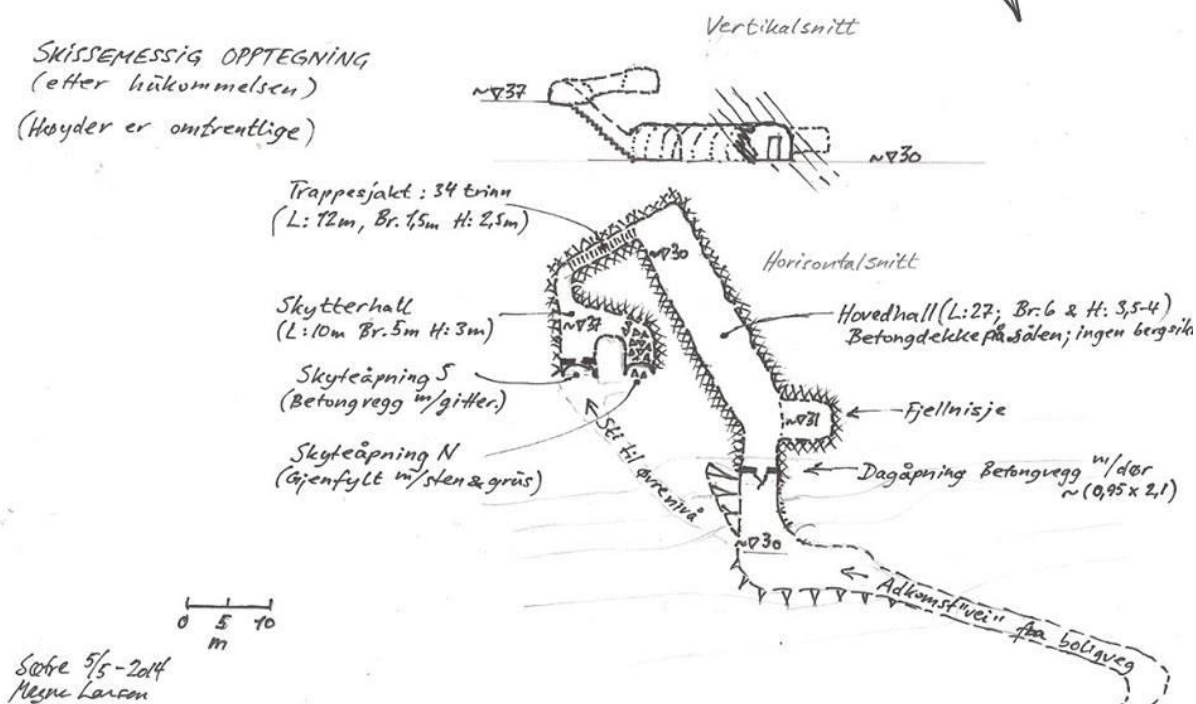 SKISSEMESSIG OPPTEGNING
(etter hukommelsen)
(Høyder er omtrentlige)
Vertikalsnitt
~▽37
~▽30
Trappesjakt : 34 trinn
(L: 12m, Br. 1,5m H: 2,5m)
~▽30
Horisontalsnitt
Skytterhall
(L: 10m Br. 5m H: 3m)
~▽37
Hovedhall (L: 27; Br: 6 & H: 3,5-4)
Betongdekke på sålen; ingen bergsik
Skyteåpning S
(Betongvegg m/gitter.)
~▽31
Fjellnisje
Skyteåpning N
(Gjenfylt m/sten & grus)
Sti til øvre nivå
Dagåpning Betongvegg m/dør
~ (0,95 x 2,1)
~▽30
Adkomst "vei" fra boligveg
0 5 10
m
Sætre 5/5-2014
Magne Larsen